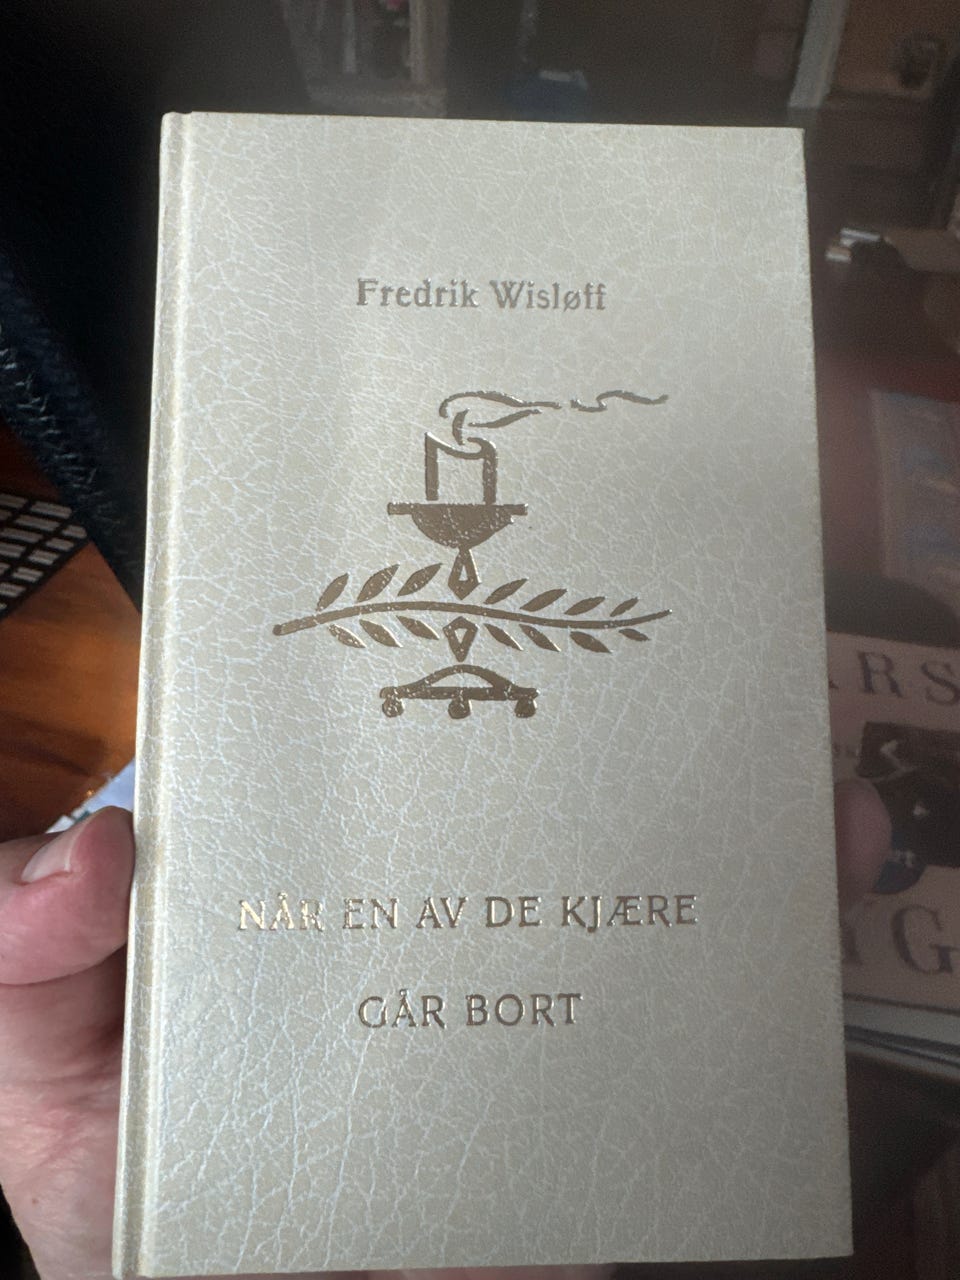 Fredrik Wisløff
NÅR EN AV DE KJÆRE
GÅR BORT